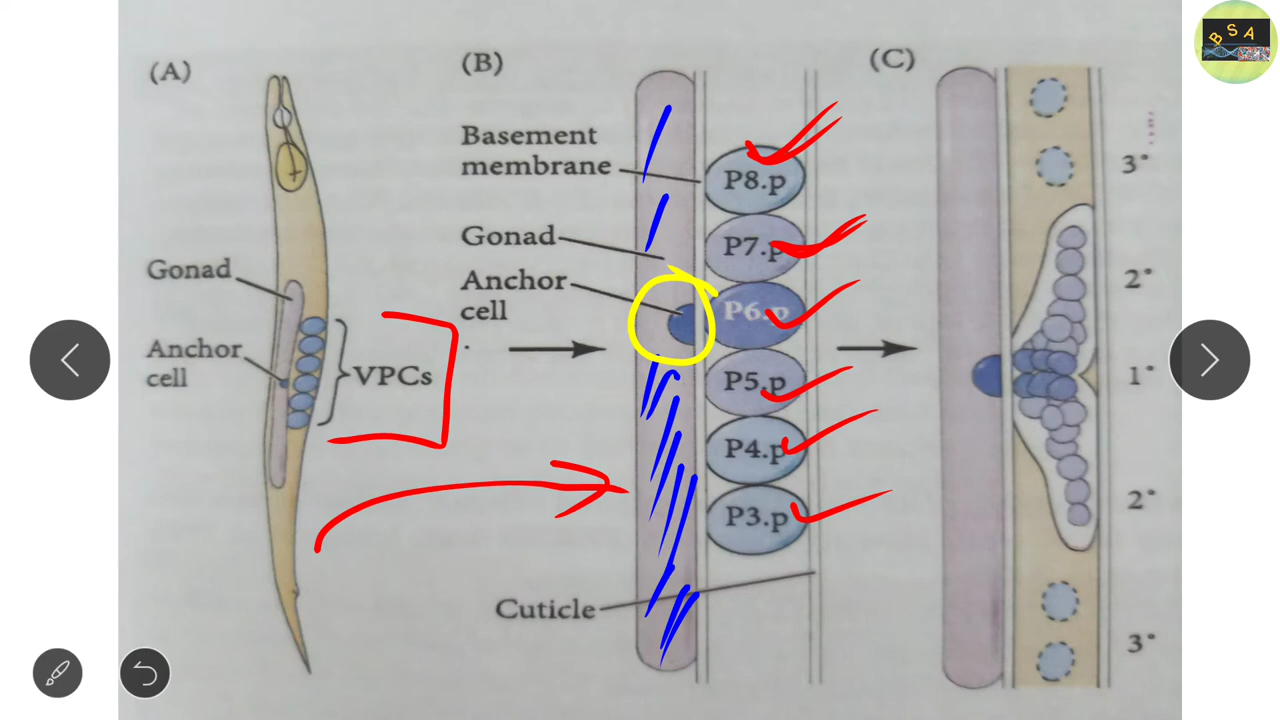 BSA
(A)
(B)
(C)
Basement
membrane
Gonad
Anchor
cell
Gonad
Anchor
cell
VPCs
P8.p
P7.p
P6.p
P5.p
P4.p
P3.p
Cuticle
3°
2°
1°
2°
3°